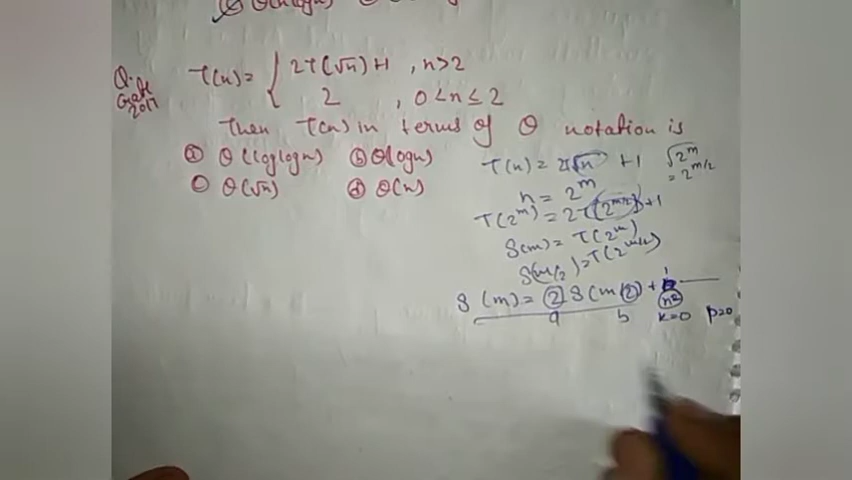 Q. Gate 2017
T(n) = { 2T(√n)+1 , n>2
2 , 0<n≤2
Then T(n) in terms of θ notation is
ⓐ θ(loglogn) ⓑ θ(logn)
ⓒ θ(√n) ⓓ θ(n)
T(n) = 2√n + 1
√2^m
= 2^m/2
n = 2^m
T(2^m) = 2T(2^m/2)+1
S(m) = T(2^m)
S(m/2) = T(2^m/2)
S(m) = 2S(m/2) + 1
a b k=0 p=0